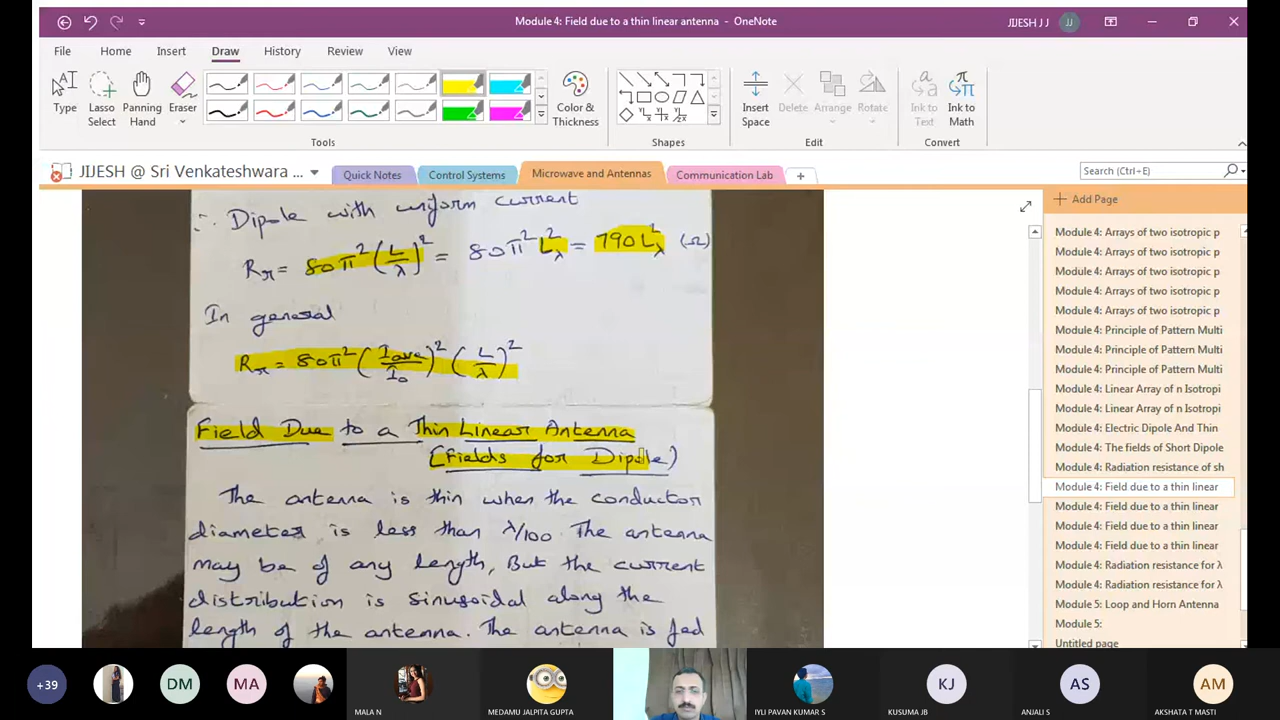 Module 4: Field due to a thin linear antenna - OneNote
JIJESH J J
JJ
File
Home
Insert
Draw
History
Review
View
Type
Lasso Select
Panning Hand
Eraser
Color & Thickness
Insert Space
Delete
Arrange
Rotate
Ink to Text
Ink to Math
Tools
Shapes
Edit
Convert
JIJESH @ Sri Venkateshwara ...
Quick Notes
Control Systems
Microwave and Antennas
Communication Lab
Search (Ctrl+E)
∴ Dipole with uniform current
Rπ = 80π² (L/λ)² = 80π² L²λ = 790 L²λ (Ω)
In general
Rπ = 80π² (Iave/I₀)² (L/λ)²
Field Due to a Thin Linear Antenna
(Fields for Dipole)
The antenna is thin when the conductor
diameter is less than λ/100. The antenna
may be of any length, But the current
distribution is sinusoidal along the
length of the antenna. The antenna is fed
Add Page
Module 4: Arrays of two isotropic p
Module 4: Arrays of two isotropic p
Module 4: Arrays of two isotropic p
Module 4: Arrays of two isotropic p
Module 4: Arrays of two isotropic p
Module 4: Principle of Pattern Multi
Module 4: Principle of Pattern Multi
Module 4: Principle of Pattern Multi
Module 4: Linear Array of n Isotropi
Module 4: Linear Array of n Isotropi
Module 4: Electric Dipole And Thin
Module 4: The fields of Short Dipole
Module 4: Radiation resistance of sh
Module 4: Field due to a thin linear
Module 4: Field due to a thin linear
Module 4: Field due to a thin linear
Module 4: Field due to a thin linear
Module 4: Radiation resistance for λ
Module 4: Radiation resistance for λ
Module 5: Loop and Horn Antenna
Module 5:
Untitled page
+39
DM
MA
MALA N
MEDAMU JALPITA GUPTA
IYLI PAVAN KUMAR S
KJ
KUSUMA JB
AS
ANJALI S
AM
AKSHATA T MASTI